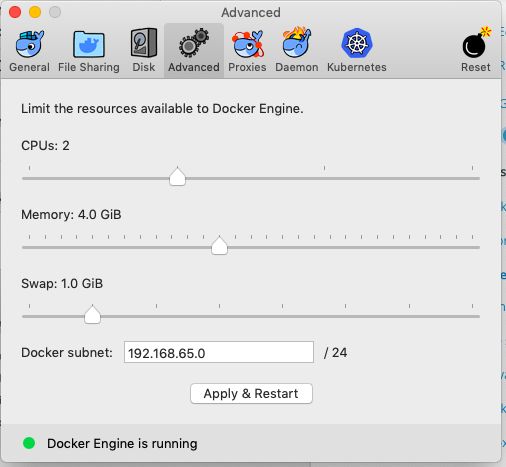 Advanced
General File Sharing Disk Advanced Proxies Daemon Kubernetes Reset
Limit the resources available to Docker Engine.
CPUs: 2
Memory: 4.0 GiB
Swap: 1.0 GiB
Docker subnet: 192.168.65.0 / 24
Apply & Restart
Docker Engine is running